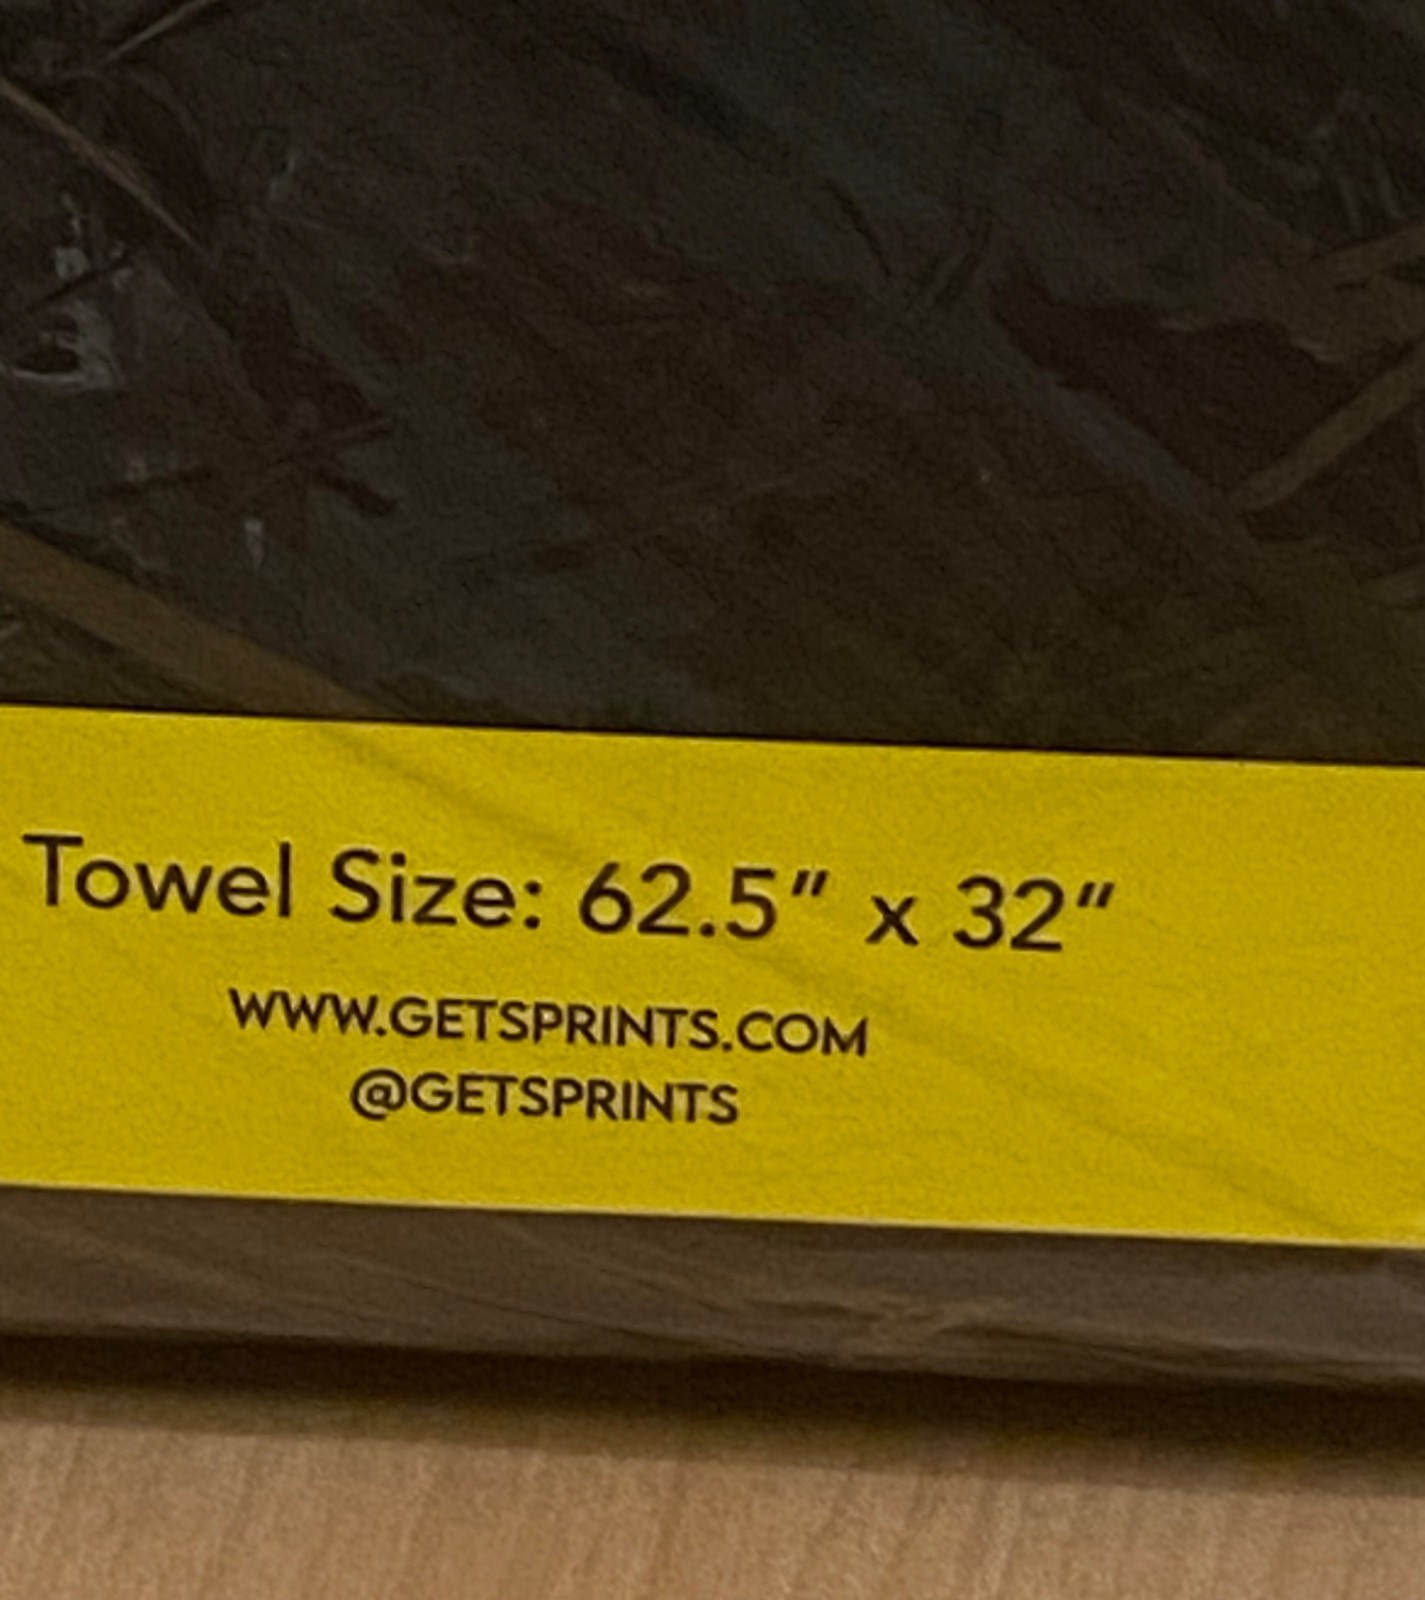 Towel Size: 62.5” x 32“
WWW.GETSPRINTS.COM
@GETSPRINTS